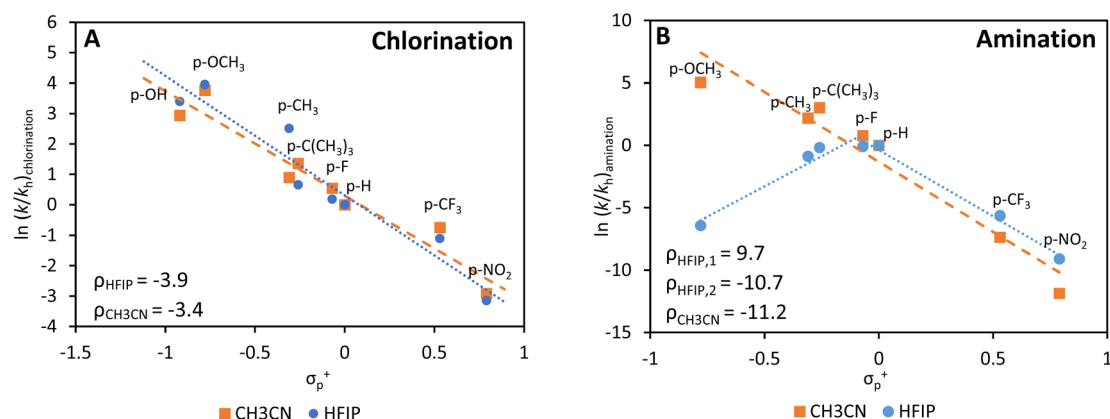 A
Chlorination
6
5
4
3
2
1
0
-1
-2
-3
-4
ln (k/kh)chlorination
p-OCH3
p-OH
p-CH3
p-C(CH3)3
p-F
p-H
p-CF3
p-NO2
ρHFIP = -3.9
ρCH3CN = -3.4
-1.5
-1
-0.5
0
0.5
1
σp+
CH3CN
HFIP
B
Amination
10
5
0
-5
-10
-15
ln (k/kh)amination
p-OCH3
p-C(CH3)3
p-CH3
p-F
p-H
p-CF3
p-NO2
ρHFIP,1 = 9.7
ρHFIP,2 = -10.7
ρCH3CN = -11.2
-1
-0.5
0
0.5
1
σp+
CH3CN
HFIP